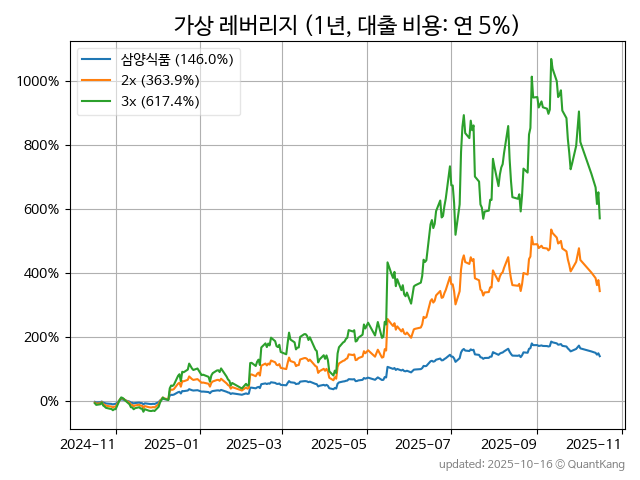 가상 레버리지 (1년, 대출 비용: 연 5%)
삼양식품 (146.0%)
2x (363.9%)
3x (617.4%)
1000%
800%
600%
400%
200%
0%
2024-11 2025-01 2025-03 2025-05 2025-07 2025-09 2025-11
updated: 2025-10-16 © QuantKang